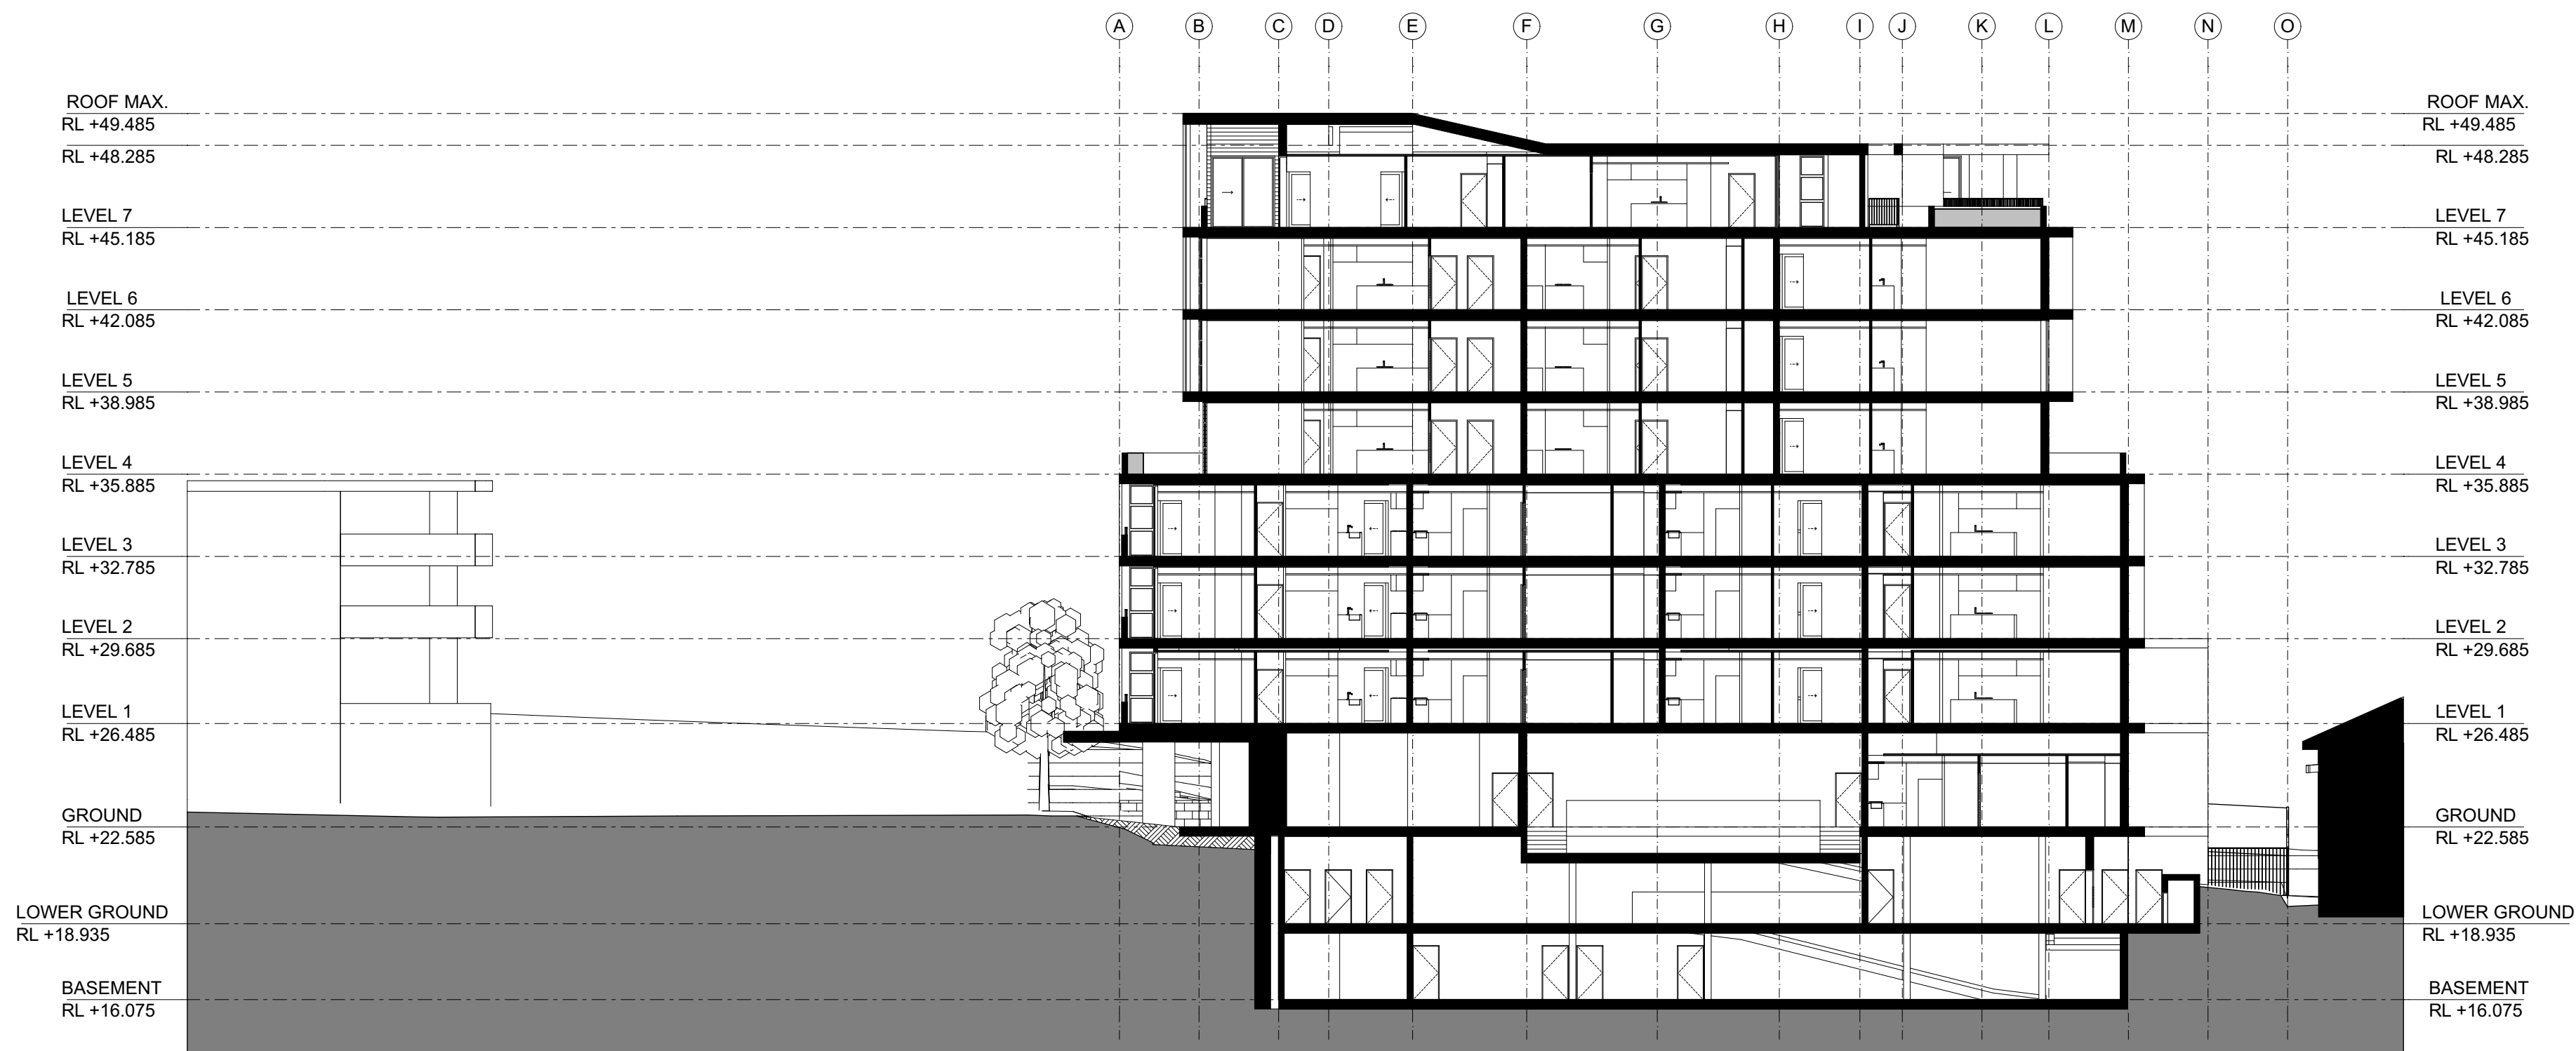 A B C D E F G H I J K L M N O
ROOF MAX.
RL +49.485
RL +48.285
LEVEL 7
RL +45.185
LEVEL 6
RL +42.085
LEVEL 5
RL +38.985
LEVEL 4
RL +35.885
LEVEL 3
RL +32.785
LEVEL 2
RL +29.685
LEVEL 1
RL +26.485
GROUND
RL +22.585
LOWER GROUND
RL +18.935
BASEMENT
RL +16.075
ROOF MAX.
RL +49.485
RL +48.285
LEVEL 7
RL +45.185
LEVEL 6
RL +42.085
LEVEL 5
RL +38.985
LEVEL 4
RL +35.885
LEVEL 3
RL +32.785
LEVEL 2
RL +29.685
LEVEL 1
RL +26.485
GROUND
RL +22.585
LOWER GROUND
RL +18.935
BASEMENT
RL +16.075